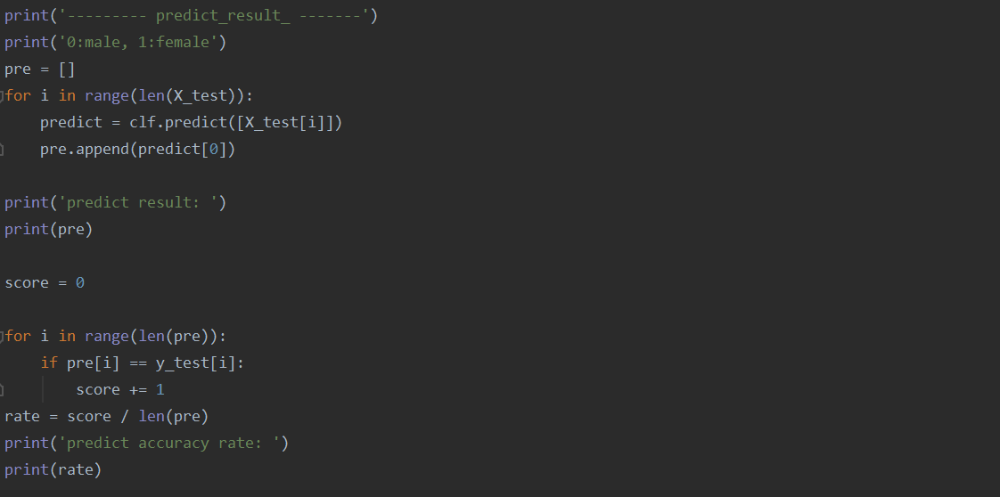 print('--------- predict_result_ -------')
print('0:male, 1:female')
pre = []
for i in range(len(X_test)):
    predict = clf.predict([X_test[i]])
    pre.append(predict[0])
print('predict result: ')
print(pre)
score = 0
for i in range(len(pre)):
    if pre[i] == y_test[i]:
        score += 1
rate = score / len(pre)
print('predict accuracy rate: ')
print(rate)